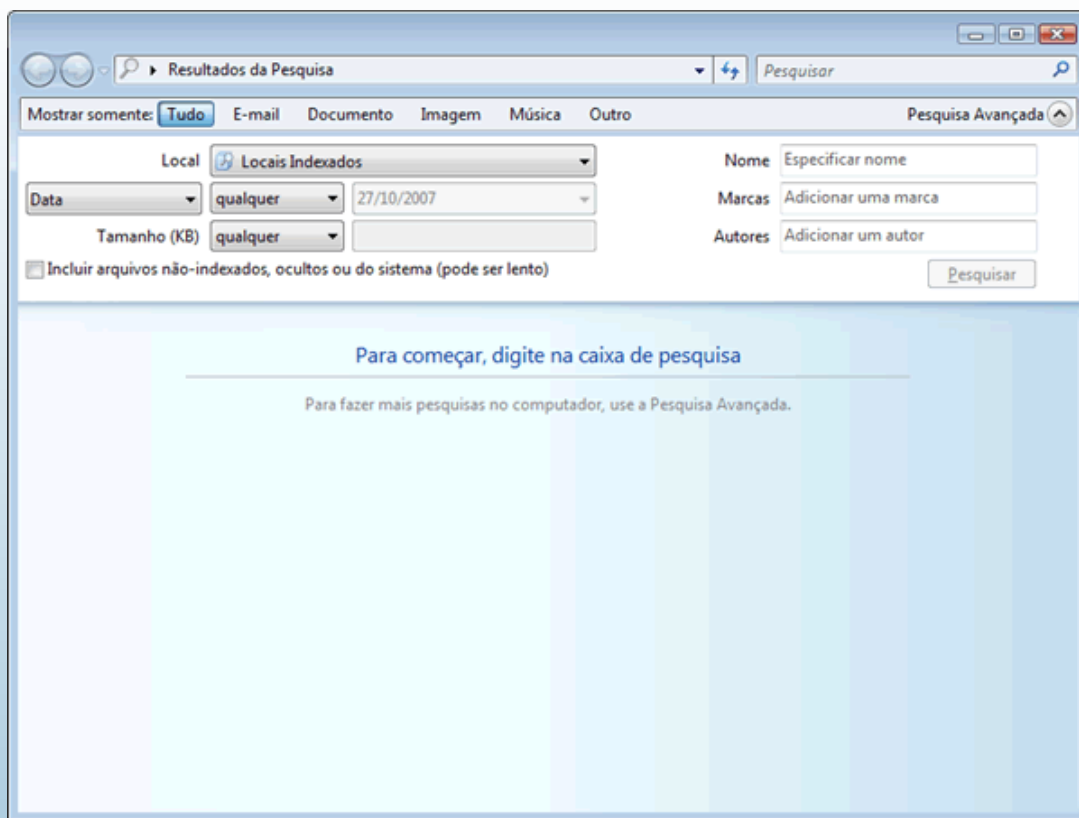 Resultados da Pesquisa
Pesquisar
Mostrar somente: Tudo E-mail Documento Imagem Música Outro Pesquisa Avançada
Local Locais Indexados Nome Especificar nome
Data qualquer 27/10/2007 Marcas Adicionar uma marca
Tamanho (KB) qualquer Autores Adicionar um autor
Incluir arquivos não-indexados, ocultos ou do sistema (pode ser lento) Pesquisar
Para começar, digite na caixa de pesquisa
Para fazer mais pesquisas no computador, use a Pesquisa Avançada.